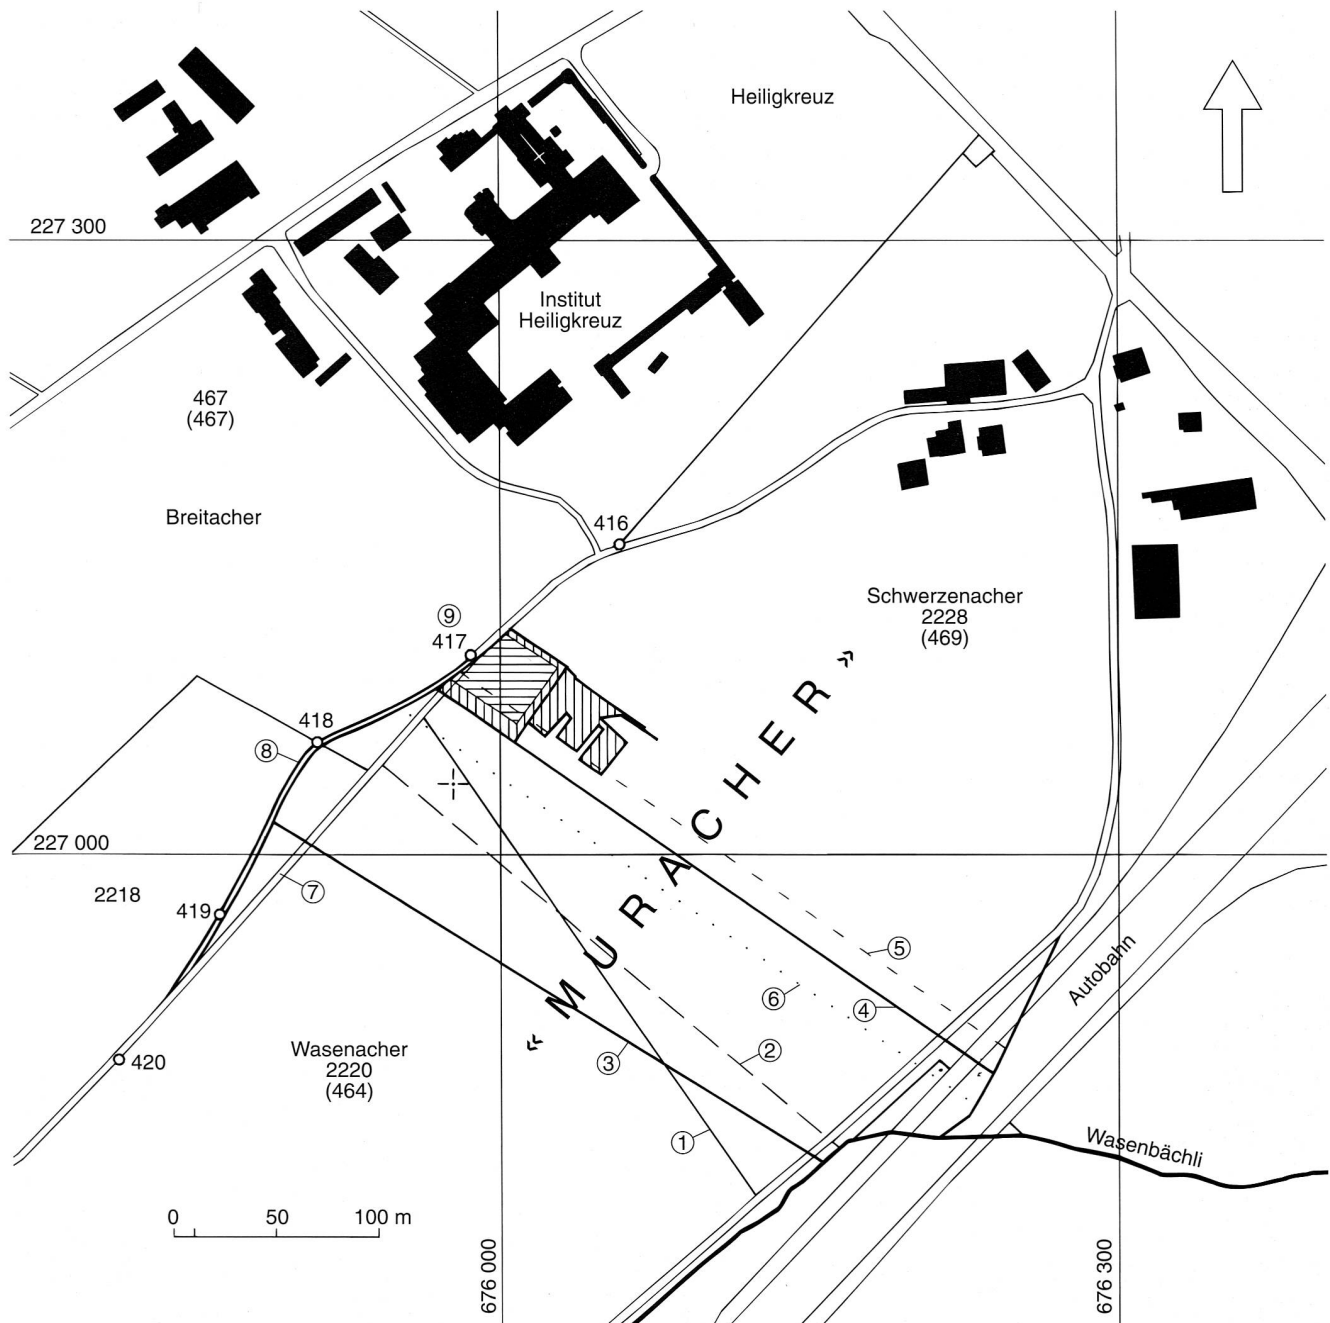 Heiligkreuz
227 300
Institut
Heiligkreuz
467
(467)
Breitacher
416
Schwerzenacher
2228
(469)
9
417
418
8
« MURACHER »
227 000
7
2218
419
5
Autobahn
6
4
Wasenacher
2220
(464)
420
3
2
1
Wasenbächli
0 50 100 m
676 000
676 300